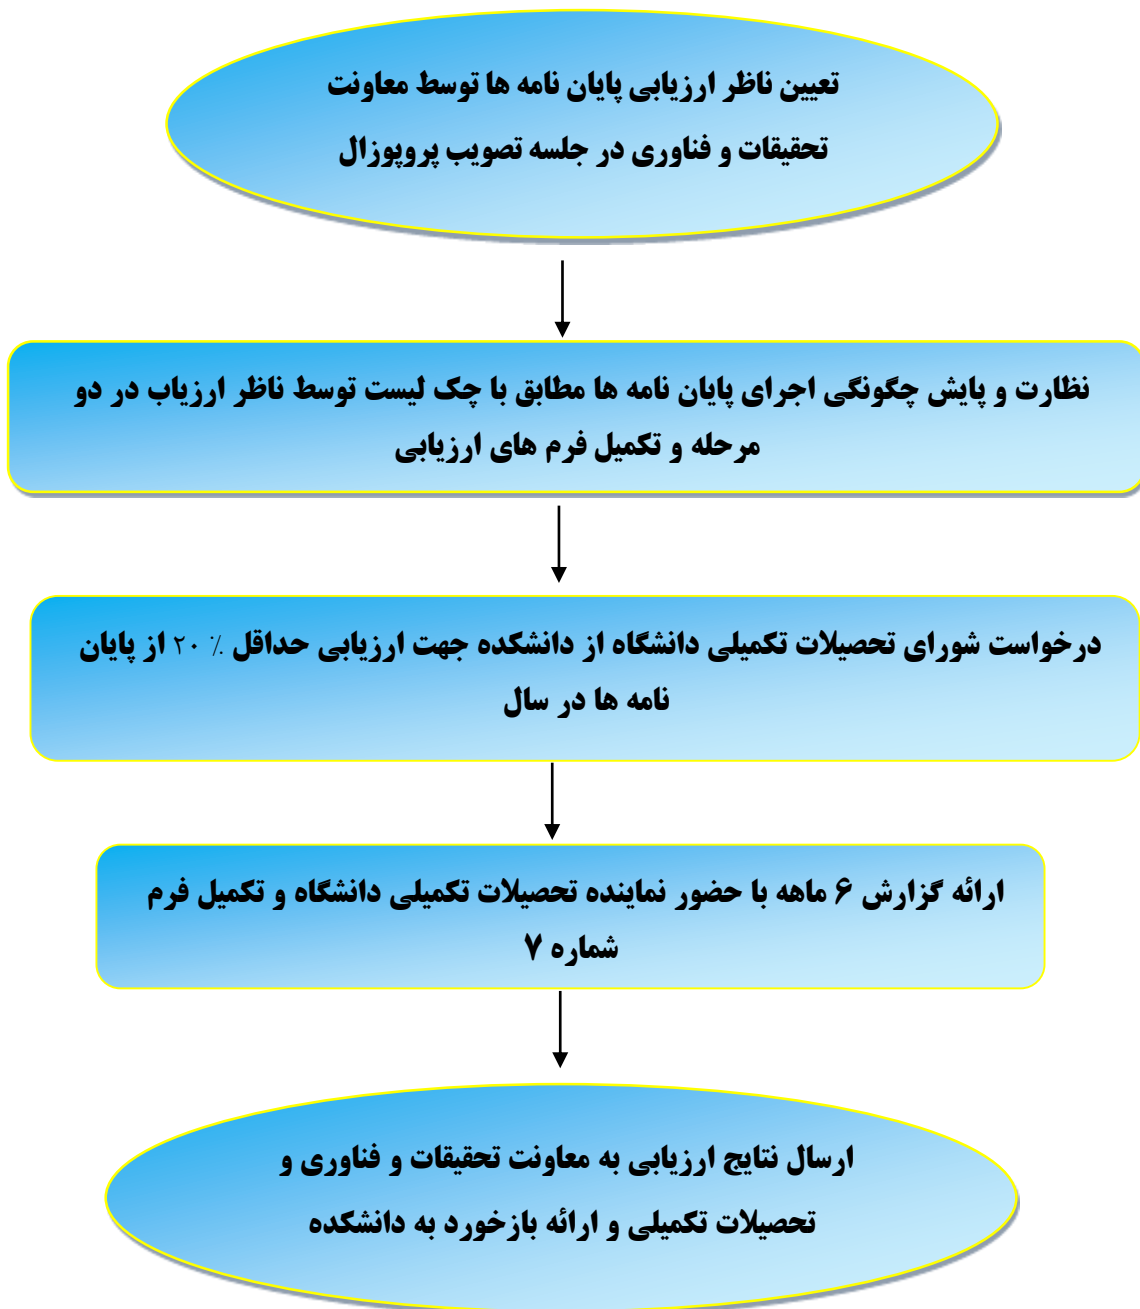 تعیین ناظر ارزیابی پایان نامه ها توسط معاونت
تحقیقات و فناوری در جلسه تصویب پروپوزال
نظارت و پایش چگونگی اجرای پایان نامه ها مطابق با چک لیست توسط ناظر ارزیاب در دو
مرحله و تکمیل فرم های ارزیابی
درخواست شورای تحصیلات تکمیلی دانشگاه از دانشکده جهت ارزیابی حداقل ٪ ۲۰ از پایان
نامه ها در سال
ارائه گزارش ۶ ماهه با حضور نماینده تحصیلات تکمیلی دانشگاه و تکمیل فرم
شماره ۷
ارسال نتایج ارزیابی به معاونت تحقیقات و فناوری و
تحصیلات تکمیلی و ارائه بازخورد به دانشکده